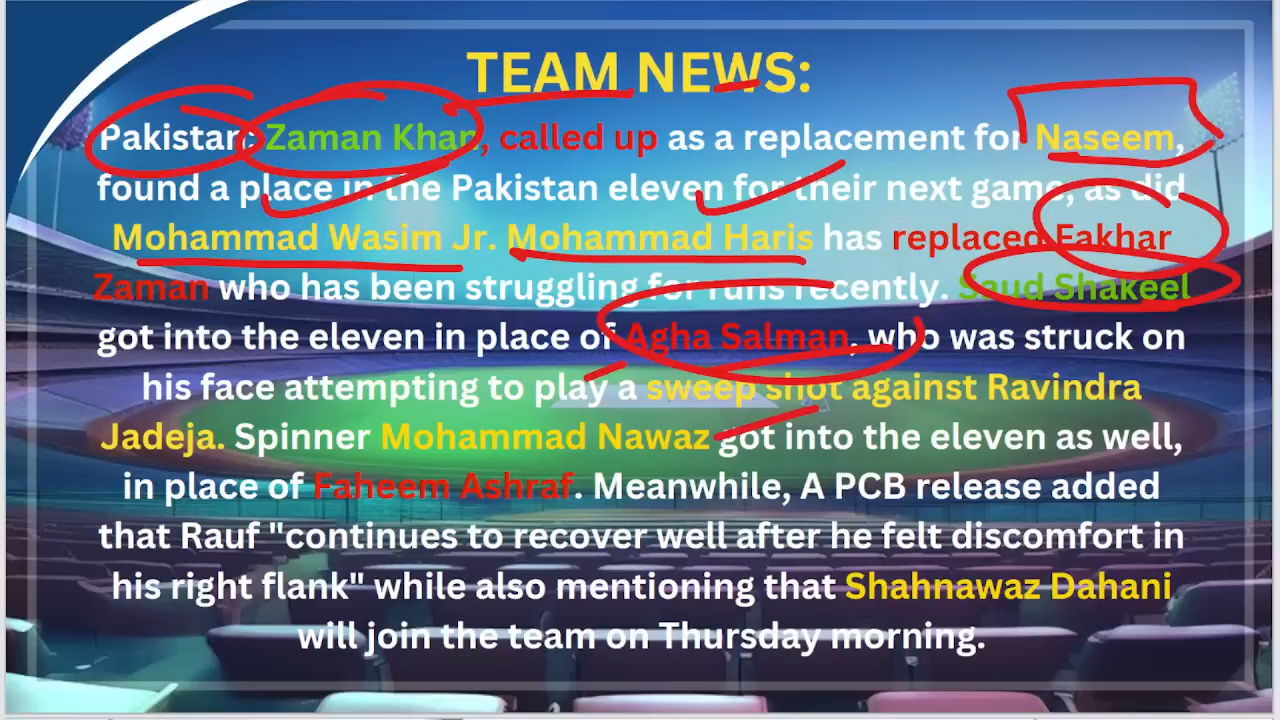 TEAM NEWS:
Pakistan: Zaman Khan, called up as a replacement for Naseem,
found a place in the Pakistan eleven for their next game, as did
Mohammad Wasim Jr. Mohammad Haris has replaced Fakhar
Zaman who has been struggling for runs recently. Saud Shakeel
got into the eleven in place of Agha Salman, who was struck on
his face attempting to play a sweep shot against Ravindra
Jadeja. Spinner Mohammad Nawaz got into the eleven as well,
in place of Faheem Ashraf. Meanwhile, A PCB release added
that Rauf "continues to recover well after he felt discomfort in
his right flank" while also mentioning that Shahnawaz Dahani
will join the team on Thursday morning.